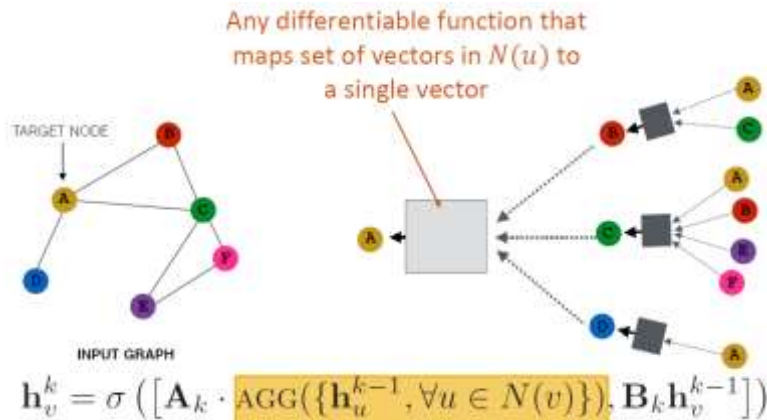 Any differentiable function that
maps set of vectors in N(u) to
a single vector
TARGET NODE
A
B
C
D
E
F
INPUT GRAPH
A
B
C
D
A
C
A
B
E
F
A
h_v^k = σ([A_k · AGG({h_u^{k-1}, ∀u ∈ N(v)}), B_k h_v^{k-1}])